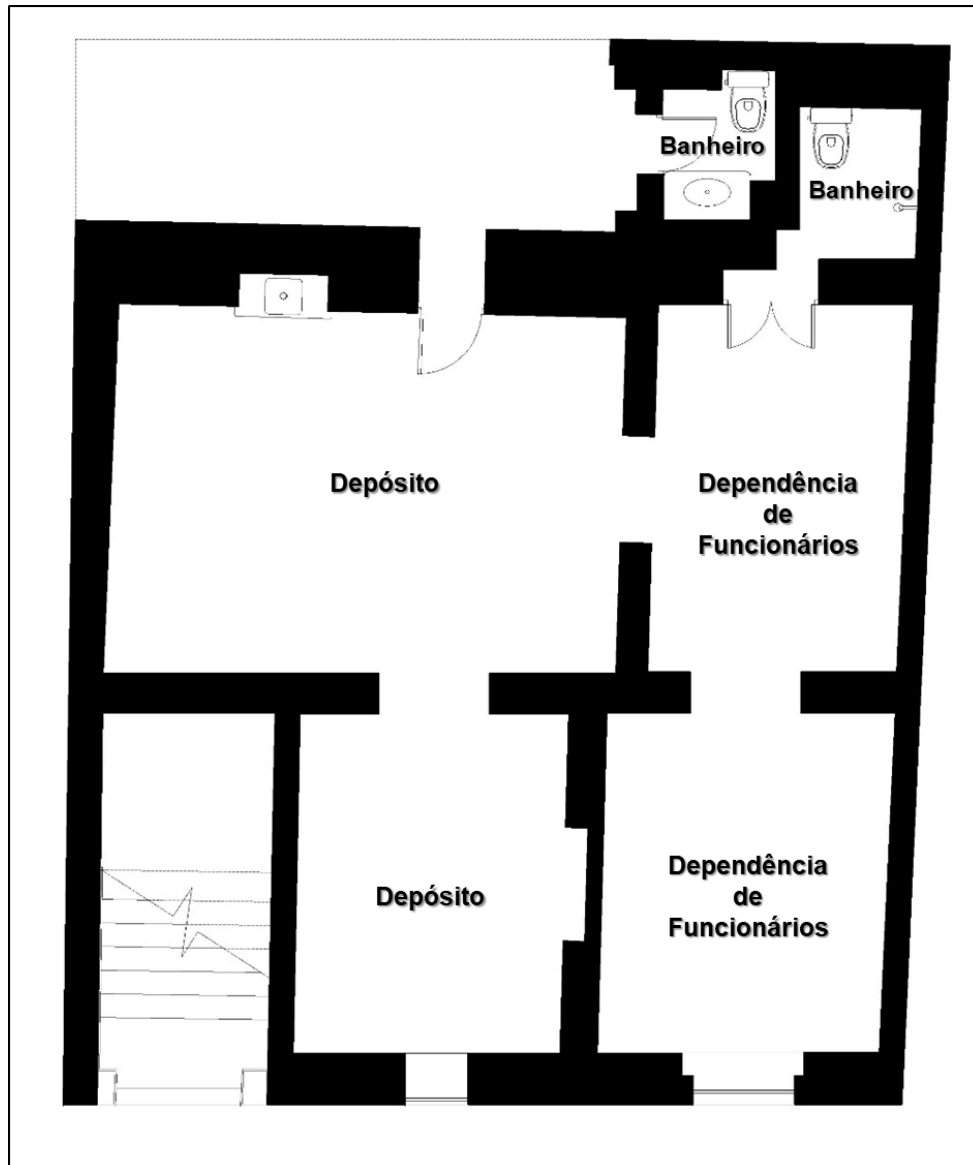 Banheiro
Banheiro
Depósito
Dependência
de
Funcionários
Depósito
Dependência
de
Funcionários